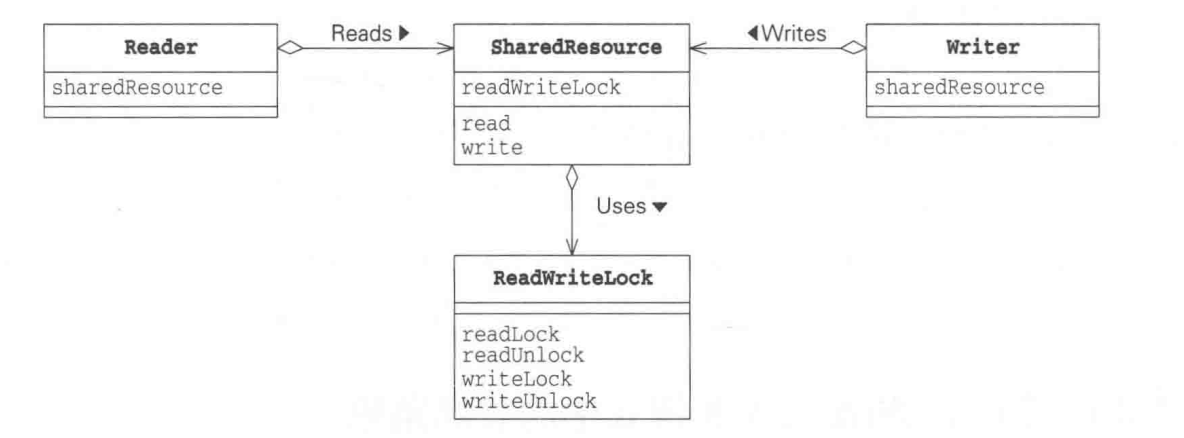 Reader
sharedResource
Reads ▶
SharedResource
readWriteLock
read
write
◀Writes
Writer
sharedResource
Uses ▼
ReadWriteLock
readLock
readUnlock
writeLock
writeUnlock